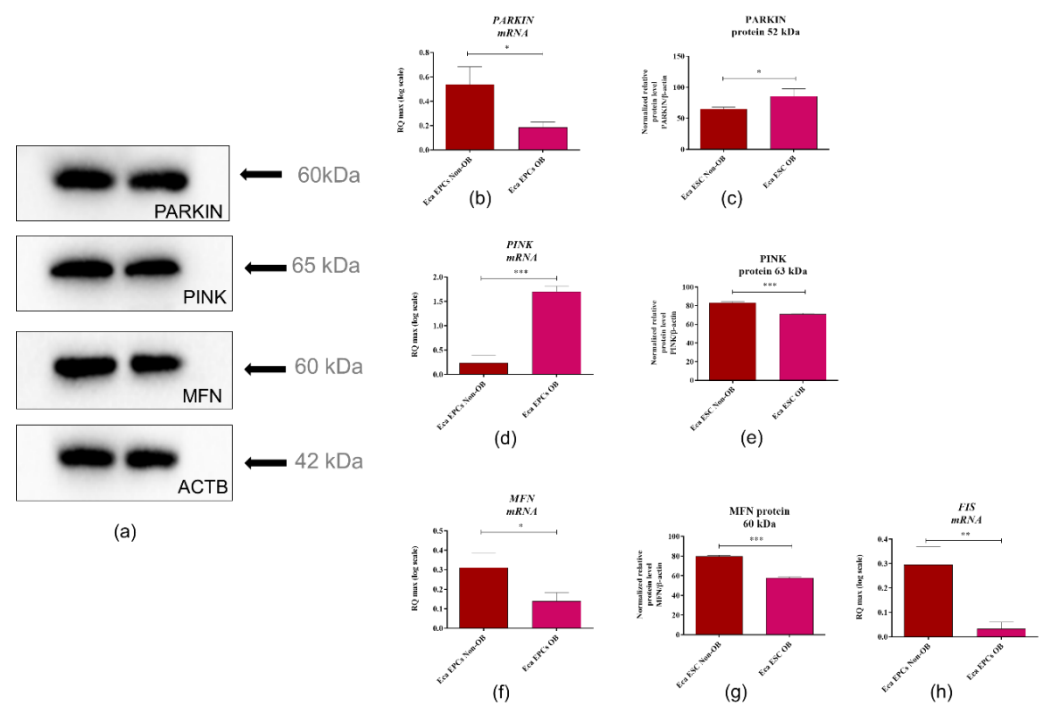 60kDa
PARKIN
65 kDa
PINK
60 kDa
MFN
42 kDa
ACTB
(a)
PARKIN
mRNA
*
RQ max (log scale)
0.8
0.6
0.4
0.2
0.0
Eca EPCs Non-OB
Eca EPCs OB
(b)
PARKIN
protein 52 kDa
*
Normalized relative
protein level
PARKIN/β-actin
150
100
50
0
Eca ESC Non-OB
Eca ESC OB
(c)
PINK
mRNA
***
RQ max (log scale)
2.0
1.5
1.0
0.5
0.0
Eca EPCs Non-OB
Eca EPCs OB
(d)
PINK
protein 63 kDa
***
Normalized relative
protein level
PINK/β-actin
100
80
60
40
20
0
Eca ESC Non-OB
Eca ESC OB
(e)
MFN
mRNA
*
RQ max (log scale)
0.5
0.4
0.3
0.2
0.1
0.0
Eca EPCs Non-OB
Eca EPCs OB
(f)
MFN protein
60 kDa
***
Normalized relative
protein level
MFN/β-actin
80
60
40
20
0
Eca ESC Non-OB
Eca ESC OB
(g)
FIS
mRNA
**
RQ max (log scale)
0.4
0.3
0.2
0.1
0.0
Eca EPCs Non-OB
Eca EPCs OB
(h)